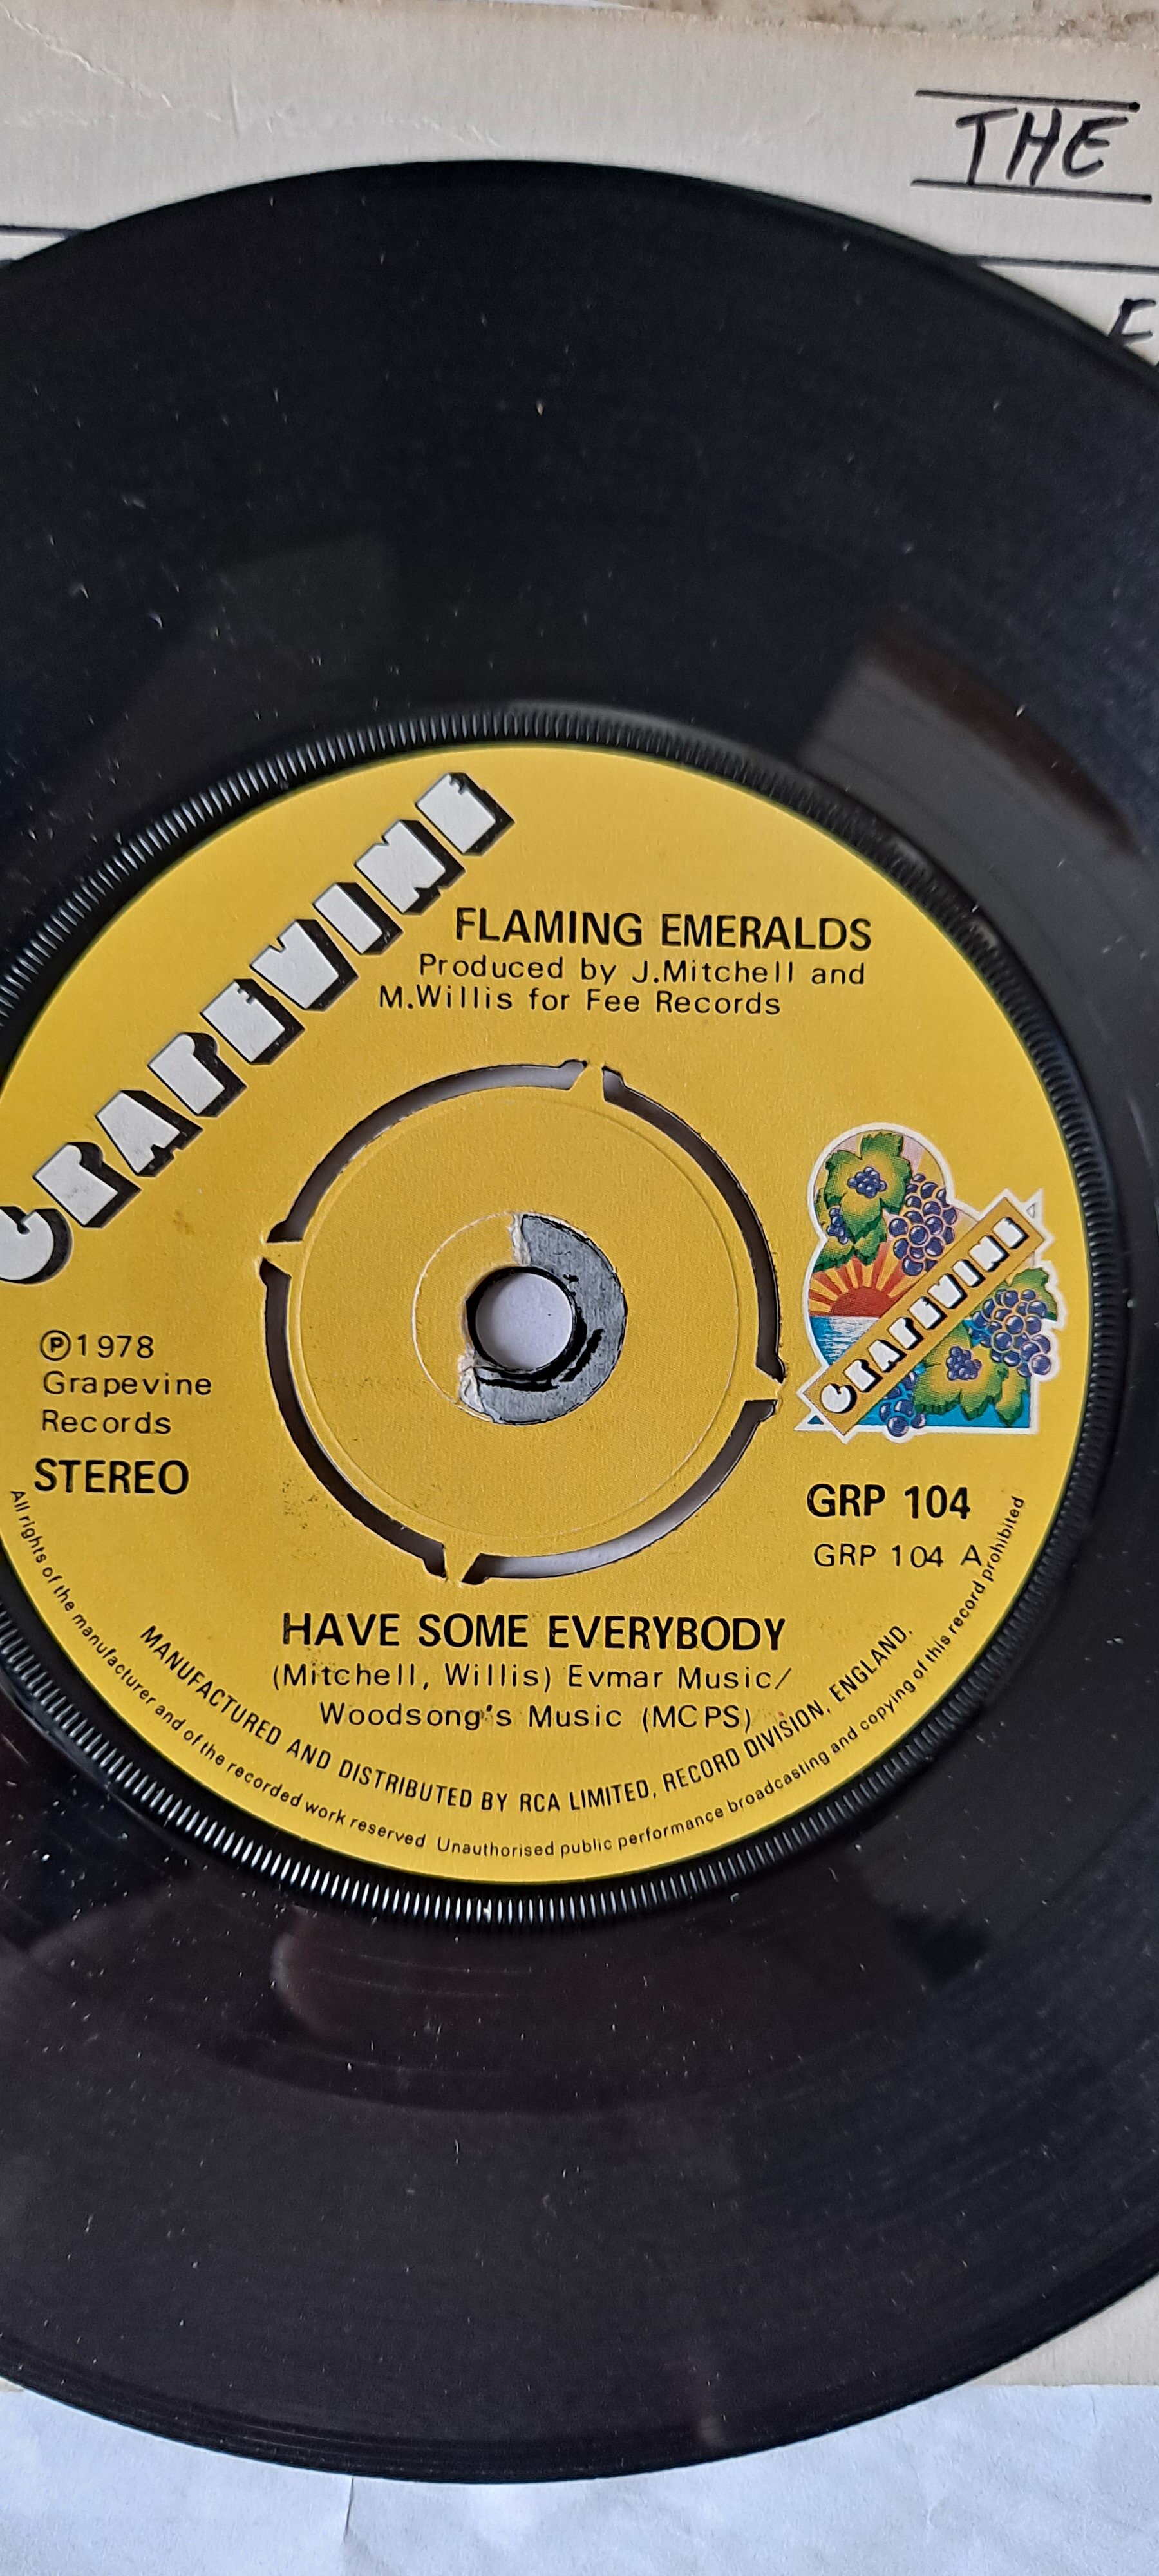 THE
GRAPEVINE
FLAMING EMERALDS
Produced by J.Mitchell and
M.Willis for Fee Records
GRAPEVINE
Ⓟ1978
Grapevine
Records
STEREO
GRP 104
GRP 104 A
HAVE SOME EVERYBODY
(Mitchell, Willis) Evmar Music/
Woodsong's Music (MCPS)
MANUFACTURED AND DISTRIBUTED BY RCA LIMITED, RECORD DIVISION, ENGLAND.
All rights of the manufacturer and of the recorded work reserved Unauthorised public performance broadcasting and copying of this record prohibited